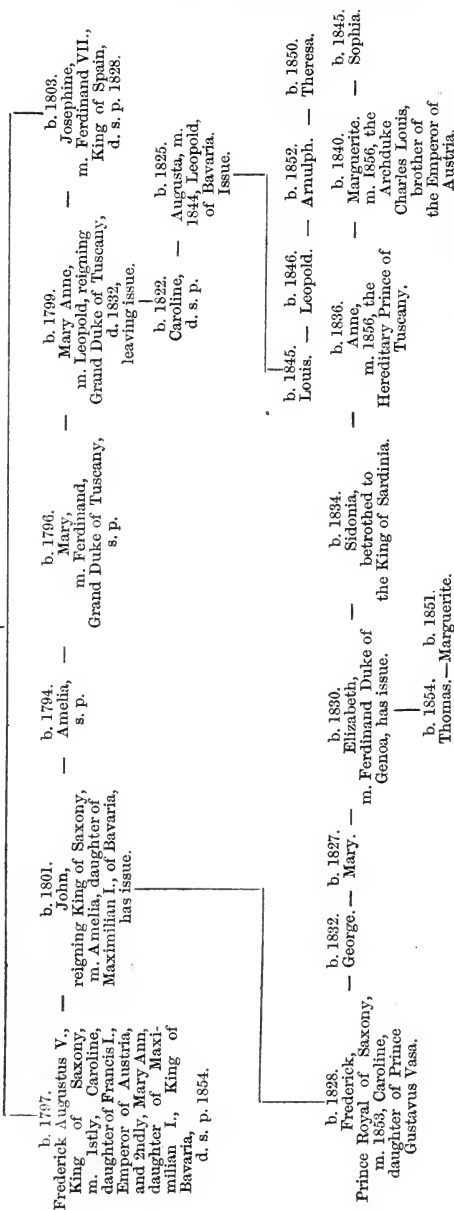 b. 1797.
Frederick Augustus V.,
King of Saxony,
m. 1stly, Caroline,
daughter of Francis I.,
Emperor of Austria,
and 2ndly, Mary Ann,
daughter of Maxi-
milian I., King of
Bavaria,
d. s. p. 1854.
—
b. 1801.
John,
reigning King of Saxony,
m. Amelia, daughter of
Maximilian I., of Bavaria,
has issue.
—
b. 1794.
Amelia,
s. p.
—
b. 1796.
Mary,
m. Ferdinand,
Grand Duke of Tuscany,
s. p.
—
b. 1799.
Mary Anne,
m. Leopold, reigning
Grand Duke of Tuscany,
d. 1832,
leaving issue.
—
b. 1803.
Josephine,
m. Ferdinand VII.,
King of Spain,
d. s. p. 1828.
b. 1822.
Caroline,
d. s. p.
—
b. 1825.
Augusta, m.
1844, Leopold,
of Bavaria.
Issue.
b. 1845. b. 1846. b. 1852. b. 1850.
Louis. — Leopold. — Arnulph. — Theresa.
b. 1828.
Frederick,
Prince Royal of Saxony,
m. 1853, Caroline,
daughter of Prince
Gustavus Vasa.
—
b. 1832.
George.
—
b. 1827.
Mary.
—
b. 1830.
Elizabeth,
m. Ferdinand Duke of
Genoa, has issue.
—
b. 1834.
Sidonia,
betrothed to
the King of Sardinia.
—
b. 1836.
Anne,
m. 1856, the
Hereditary Prince of
Tuscany.
—
b. 1840.
Marguerite.
m. 1856, the
Archduke
Charles Louis,
brother of
the Emperor of
Austria.
—
b. 1845.
Sophia.
b. 1854. b. 1851.
Thomas.—Marguerite.